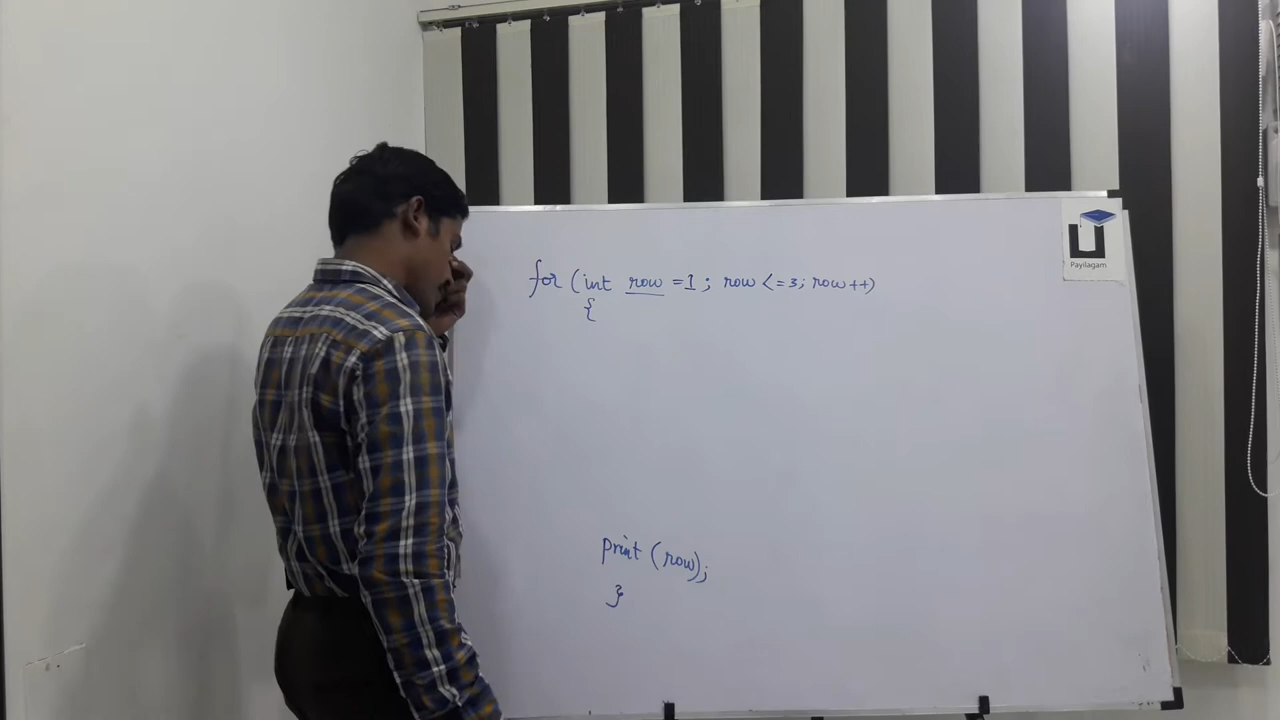 for (int row =1; row <=3; row ++)
{
print (row);
}
Payilagam